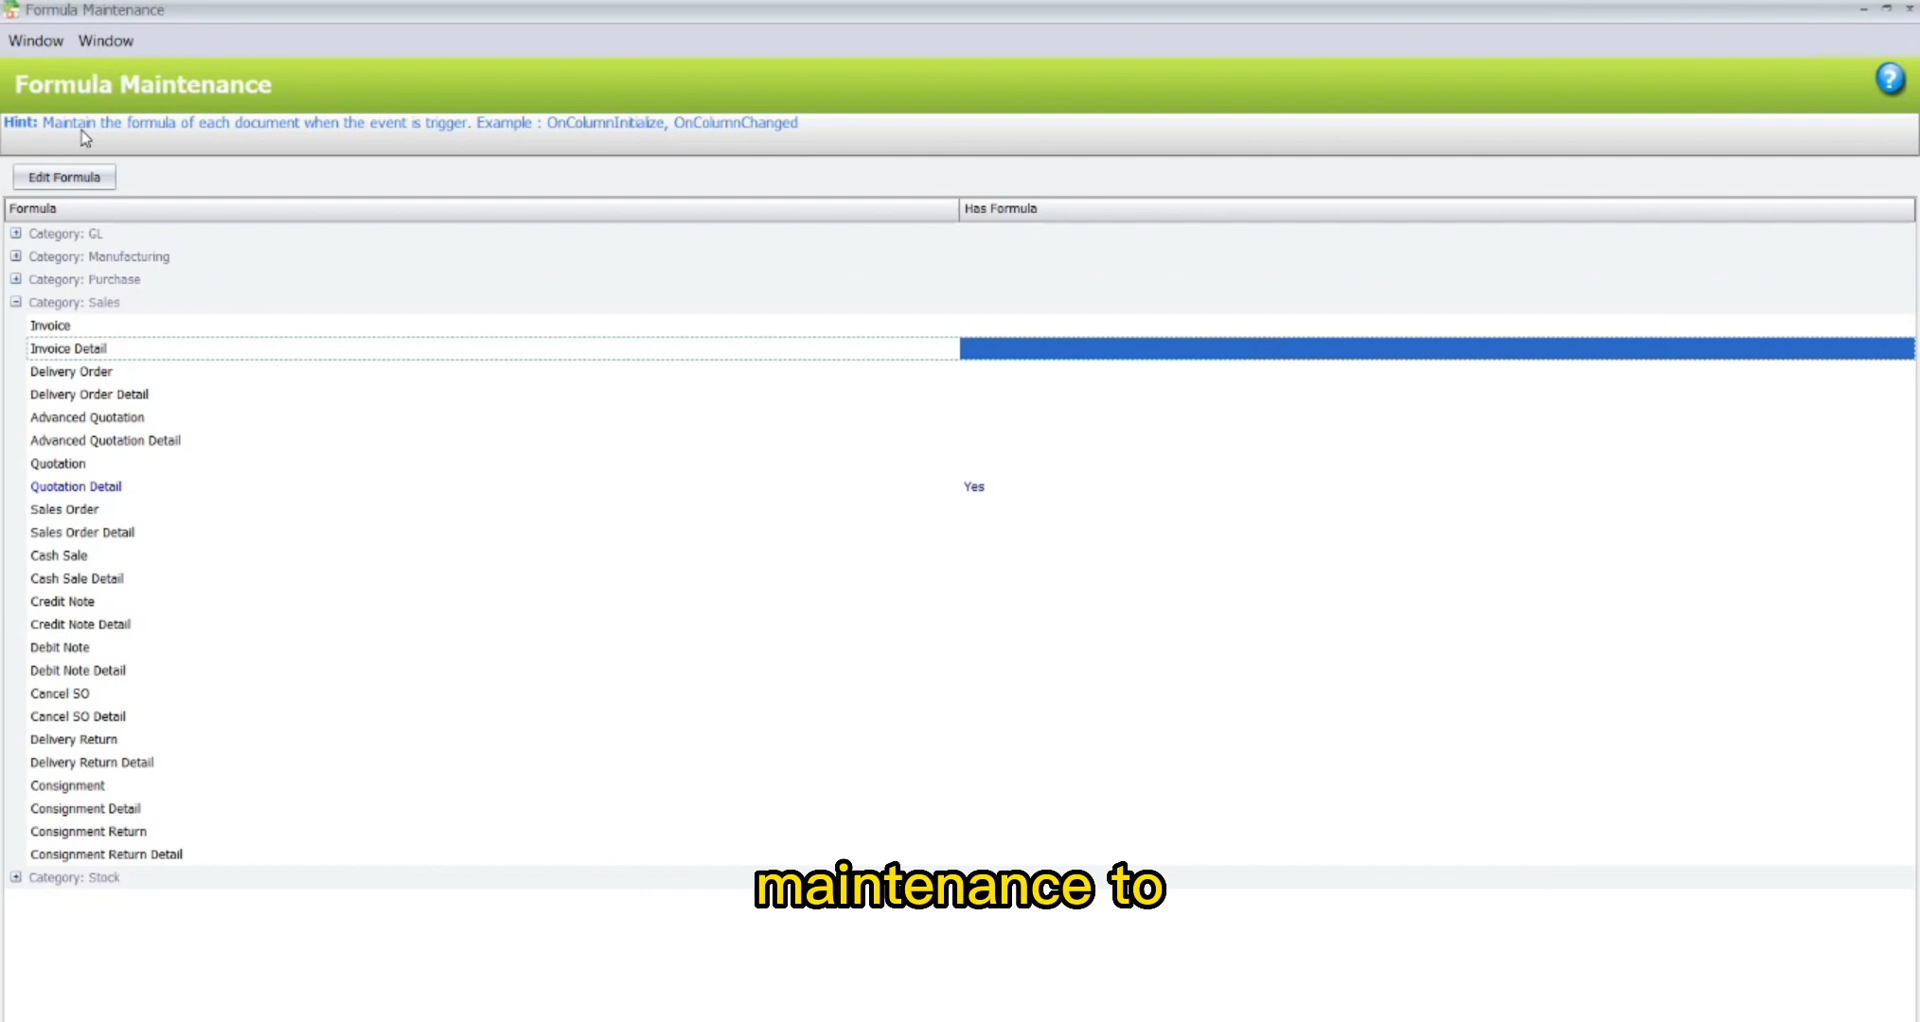 Formula Maintenance
Window Window
Formula Maintenance
Hint: Maintain the formula of each document when the event is trigger. Example : OnColumnInitialize, OnColumnChanged
Edit Formula
Formula Has Formula
Category: GL
Category: Manufacturing
Category: Purchase
Category: Sales
Invoice
Invoice Detail
Delivery Order
Delivery Order Detail
Advanced Quotation
Advanced Quotation Detail
Quotation
Quotation Detail Yes
Sales Order
Sales Order Detail
Cash Sale
Cash Sale Detail
Credit Note
Credit Note Detail
Debit Note
Debit Note Detail
Cancel SO
Cancel SO Detail
Delivery Return
Delivery Return Detail
Consignment
Consignment Detail
Consignment Return
Consignment Return Detail
Category: Stock
maintenance to